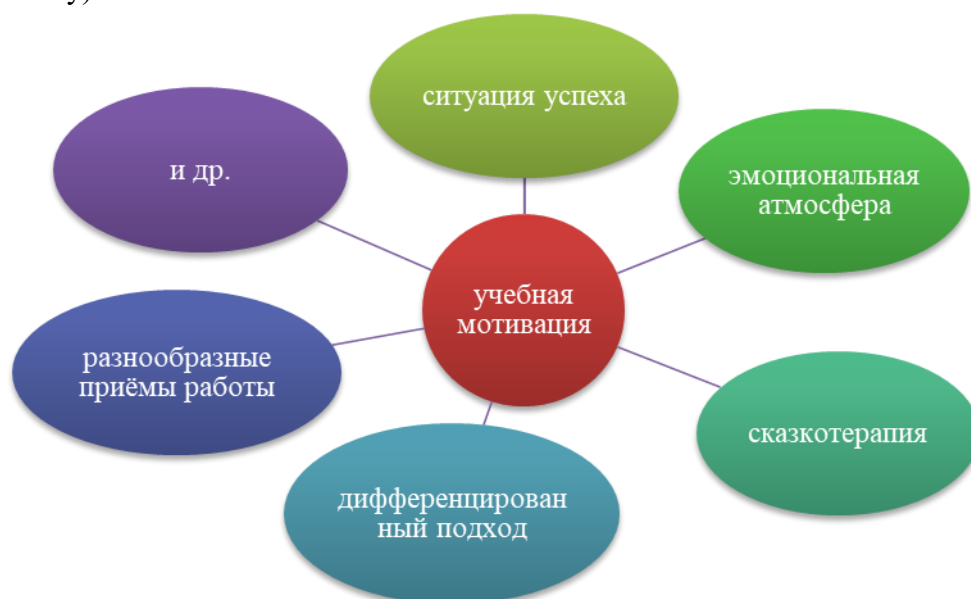 ситуация успеха
и др.
эмоциональная
атмосфера
учебная
мотивация
разнообразные
приёмы работы
сказкотерапия
дифференцирован
ный подход